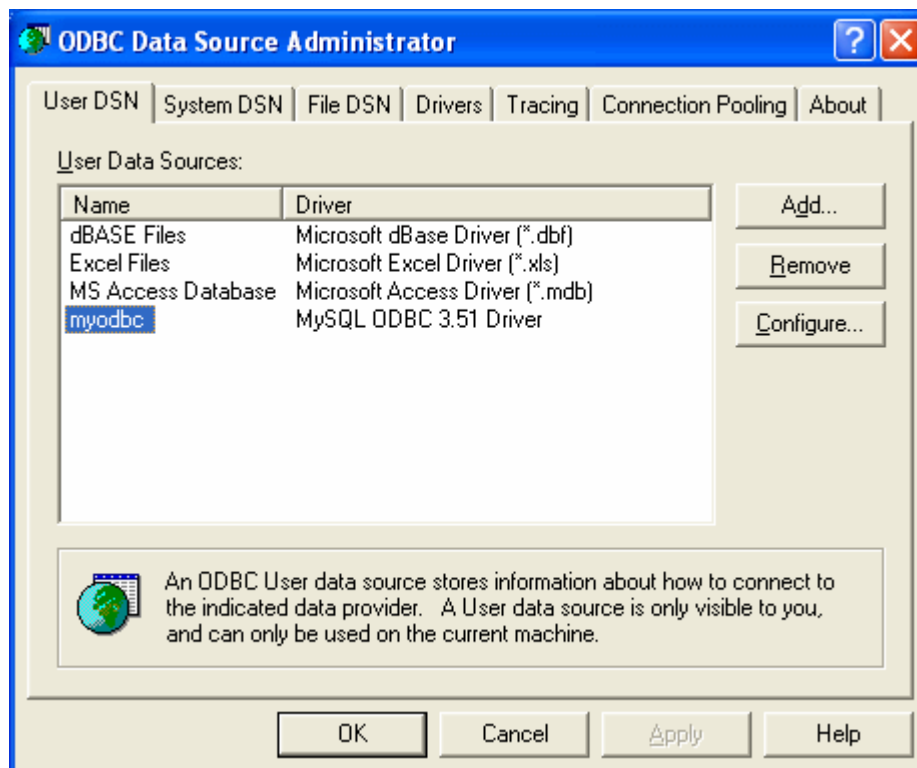 ODBC Data Source Administrator
User DSN System DSN File DSN Drivers Tracing Connection Pooling About
User Data Sources:
Name Driver
dBASE Files Microsoft dBase Driver (*.dbf)
Excel Files Microsoft Excel Driver (*.xls)
MS Access Database Microsoft Access Driver (*.mdb)
myodbc MySQL ODBC 3.51 Driver
Add...
Remove
Configure...
An ODBC User data source stores information about how to connect to
the indicated data provider. A User data source is only visible to you,
and can only be used on the current machine.
OK Cancel Apply Help